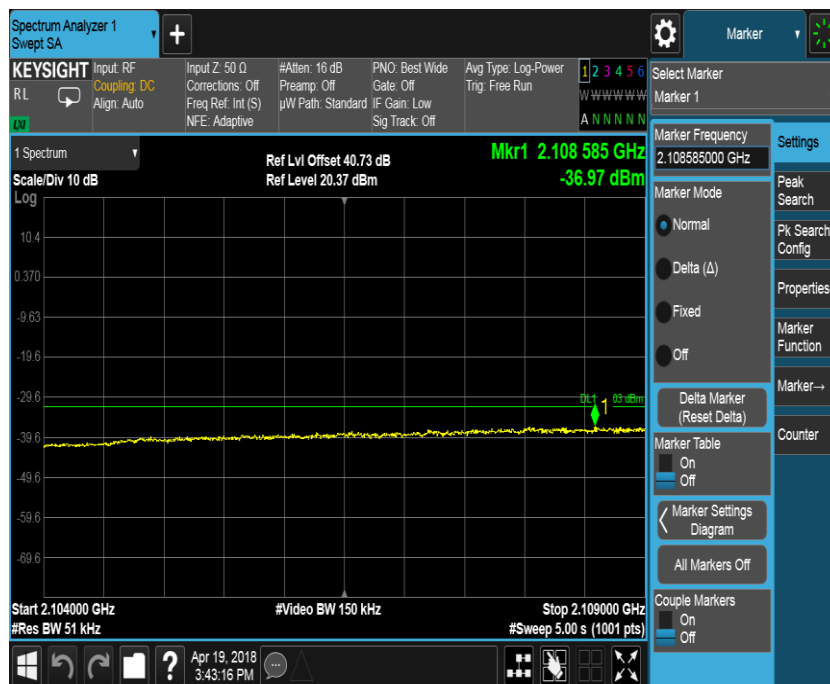 Spectrum Analyzer 1
Swept SA
Marker
KEYSIGHT
RL
LXI
Input: RF
Coupling: DC
Align: Auto
Input Z: 50 Ω
Corrections: Off
Freq Ref: Int (S)
NFE: Adaptive
#Atten: 16 dB
Preamp: Off
µW Path: Standard
PNO: Best Wide
Gate: Off
IF Gain: Low
Sig Track: Off
Avg Type: Log-Power
Trig: Free Run
1 2 3 4 5 6
W W W W W W
A N N N N N
Select Marker
Marker 1
1 Spectrum
Scale/Div 10 dB
Log
Ref Lvl Offset 40.73 dB
Ref Level 20.37 dBm
Mkr1 2.108 585 GHz
-36.97 dBm
10.4
0.370
-9.63
-19.6
-29.6
-39.6
-49.6
-59.6
-69.6
1
Start 2.104000 GHz
#Res BW 51 kHz
#Video BW 150 kHz
Stop 2.109000 GHz
#Sweep 5.00 s (1001 pts)
Marker Frequency
2.108585000 GHz
Marker Mode
Normal
Delta (Δ)
Fixed
Off
Delta Marker
(Reset Delta)
Marker Table
On
Off
Marker Settings
Diagram
All Markers Off
Couple Markers
On
Off
Settings
Peak
Search
Pk Search
Config
Properties
Marker
Function
Marker→
Counter
?
Apr 19, 2018
3:43:16 PM